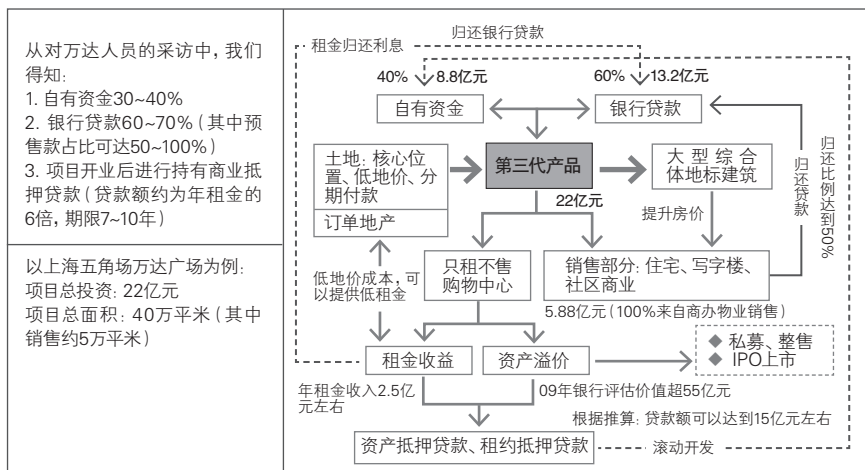 从对万达人员的采访中，我们
得知：
1. 自有资金30~40%
2. 银行贷款60~70%（其中预
售款占比可达50~100%）
3. 项目开业后进行持有商业抵
押贷款（贷款额约为年租金的
6倍，期限7~10年）
以上海五角场万达广场为例：
项目总投资：22亿元
项目总面积：40万平米（其中
销售约5万平米）
归还银行贷款
租金归还利息
40% 8.8亿元
60% 13.2亿元
自有资金
银行贷款
土地：核心位
置、低地价、分
期付款
订单地产
第三代产品
大型综合
体地标建筑
22亿元
提升房价
归还贷款
归还比例达到50%
低地价成本，可
以提供低租金
只租不售
购物中心
销售部分：住宅、写字楼、
社区商业
5.88亿元（100%来自商办物业销售）
租金收益
资产溢价
◆ 私募、整售
◆ IPO上市
年租金收入2.5亿
元左右
09年银行评估价值超55亿元
根据推算：贷款额可以达到15亿元左右
资产抵押贷款、租约抵押贷款
滚动开发